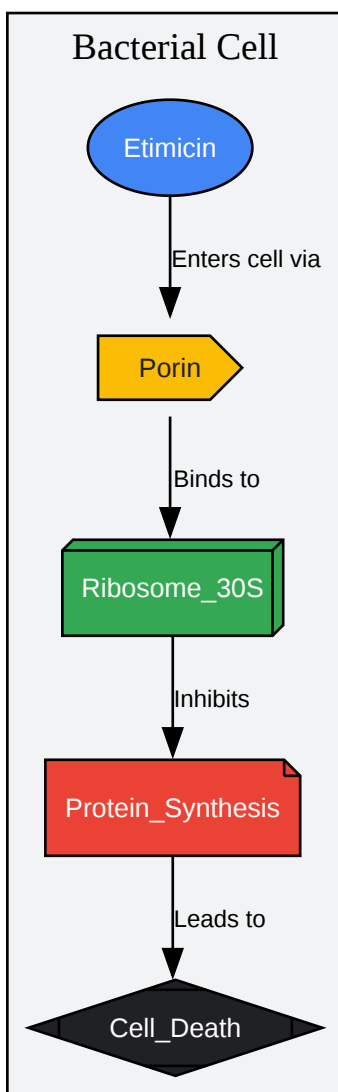 Bacterial Cell
Etimicin
Enters cell via
Porin
Binds to
Ribosome_30S
Inhibits
Protein_Synthesis
Leads to
Cell_Death